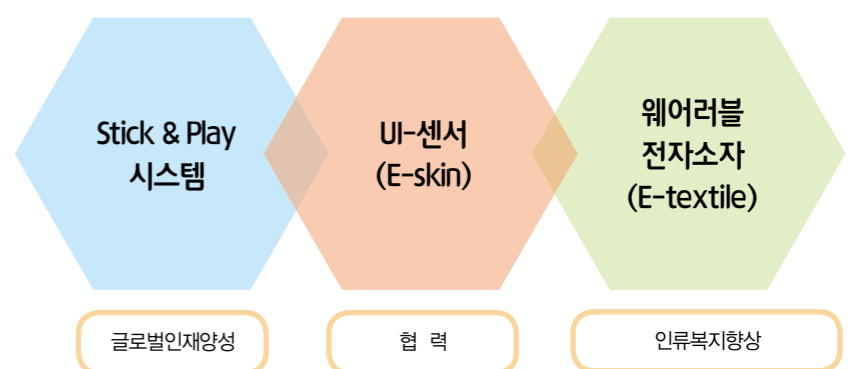 Stick & Play
시스템
UI-센서
(E-skin)
웨어러블
전자소자
(E-textile)
글로벌인재양성
협 력
인류복지향상